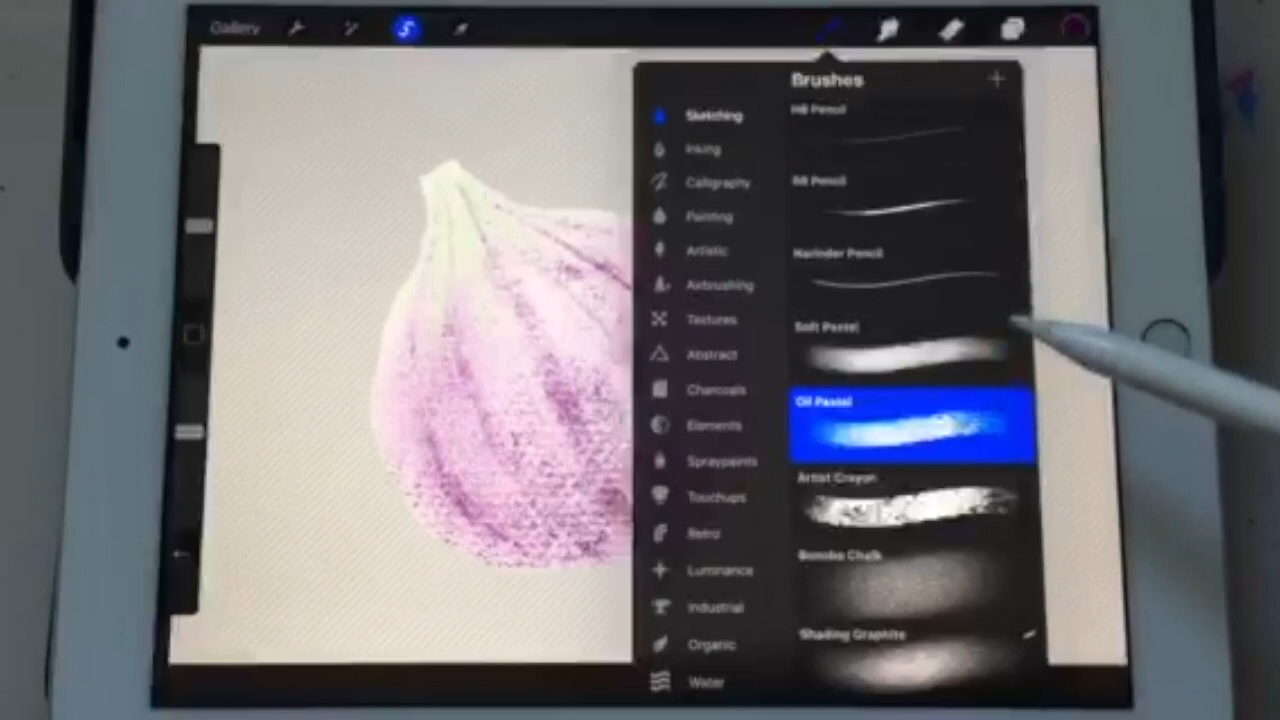 Gallery
Brushes
Sketching
Inking
Calligraphy
Painting
Artistic
Airbrushing
Textures
Abstract
Charcoals
Elements
Spraypaints
Touchups
Retro
Luminance
Industrial
Organic
Water
HB Pencil
6B Pencil
Narinder Pencil
Soft Pastel
Oil Pastel
Artist Crayon
Bonobo Chalk
Shading Graphite